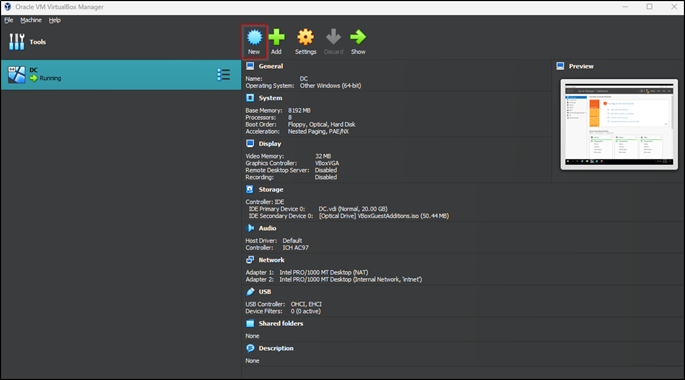 Oracle VM VirtualBox Manager
File Machine Help
Tools
New Add Settings Discard Show
DC
Running
General
Name: DC
Operating System: Other Windows (64-bit)
System
Base Memory: 8192 MB
Processors: 8
Boot Order: Floppy, Optical, Hard Disk
Acceleration: Nested Paging, PAE/NX
Display
Video Memory: 32 MB
Graphics Controller: VBoxVGA
Remote Desktop Server: Disabled
Recording: Disabled
Storage
Controller: IDE
IDE Primary Device 0: DC.vdi (Normal, 20.00 GB)
IDE Secondary Device 0: [Optical Drive] VBoxGuestAdditions.iso (50.44 MB)
Audio
Host Driver: Default
Controller: ICH AC97
Network
Adapter 1: Intel PRO/1000 MT Desktop (NAT)
Adapter 2: Intel PRO/1000 MT Desktop (Internal Network, 'intnet')
USB
USB Controller: OHCI, EHCI
Device Filters: 0 (0 active)
Shared folders
None
Description
None
Preview